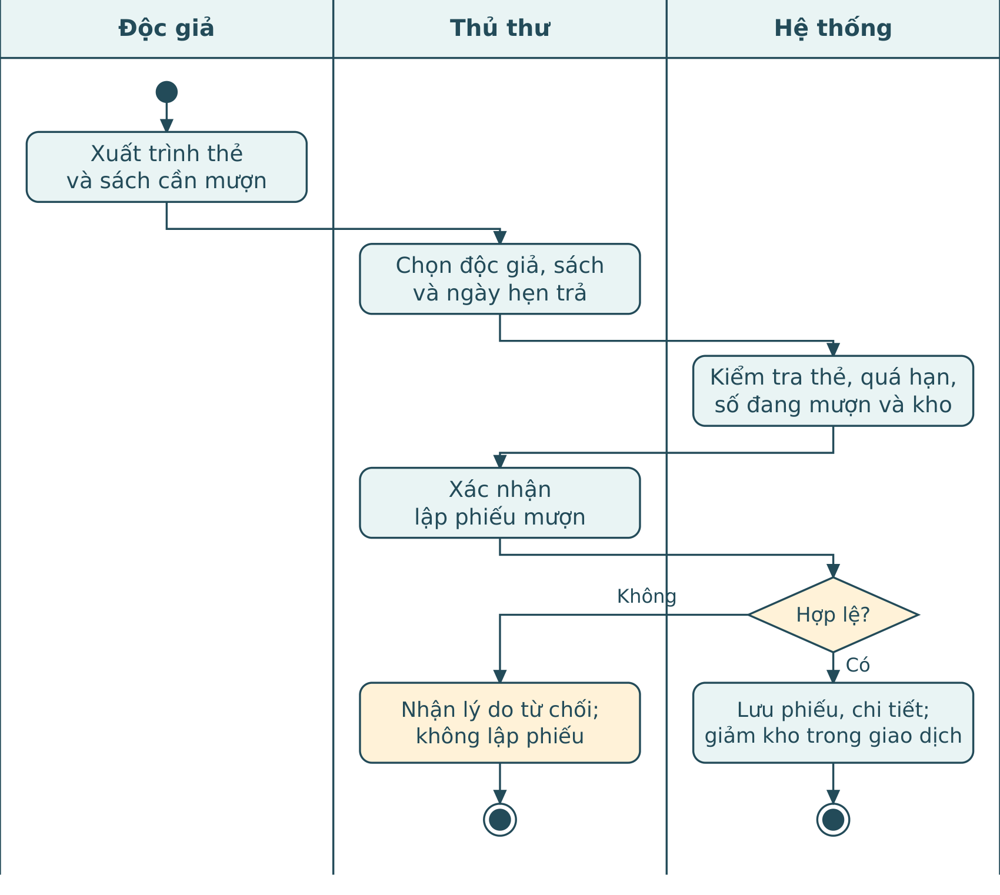 Độc giả
Thủ thư
Hệ thống
Xuất trình thẻ
và sách cần mượn
Chọn độc giả, sách
và ngày hẹn trả
Kiểm tra thẻ, quá hạn,
số đang mượn và kho
Xác nhận
lập phiếu mượn
Không
Hợp lệ?
Có
Nhận lý do từ chối;
không lập phiếu
Lưu phiếu, chi tiết;
giảm kho trong giao dịch